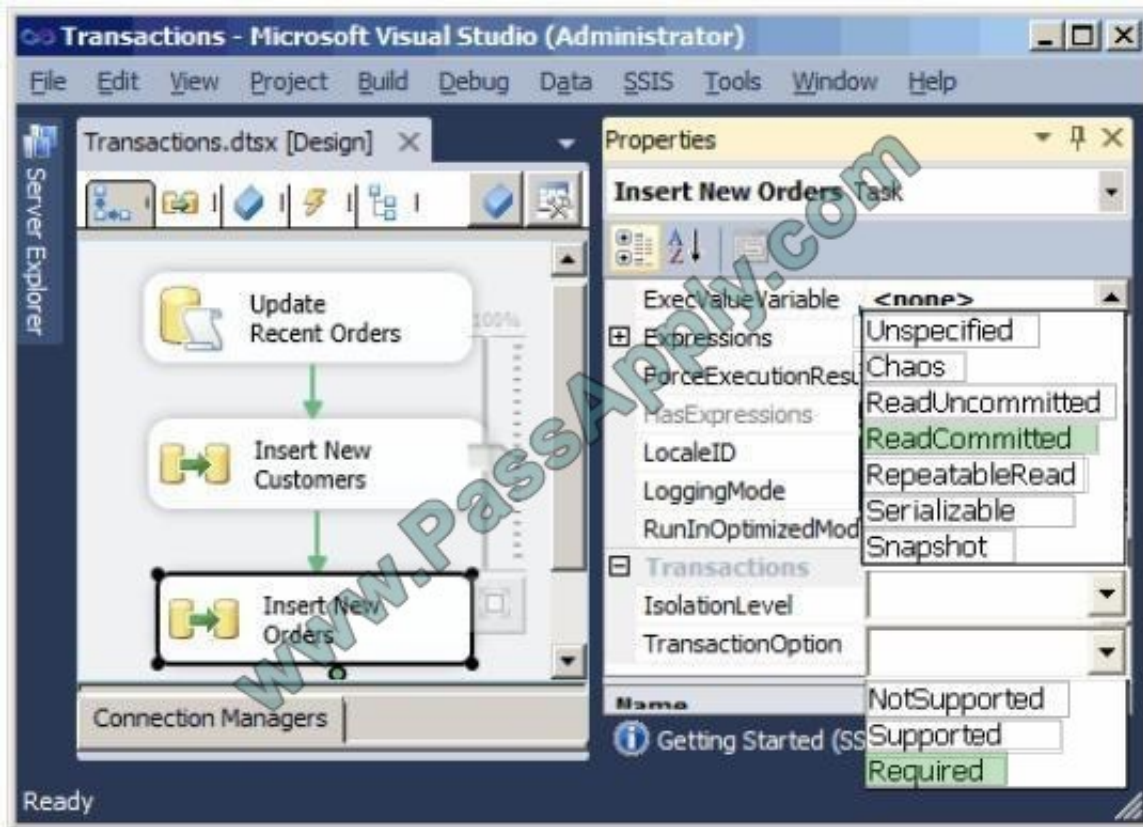 Transactions - Microsoft Visual Studio (Administrator)
File Edit View Project Build Debug Data SSIS Tools Window Help
Server Explorer
Transactions.dtsx [Design]
Update
Recent Orders
100%
Insert New
Customers
Insert New
Orders
Connection Managers
Properties
Insert New Orders Task
ExecValueVariable <none>
Expressions
ForceExecutionResu
HasExpressions
LocaleID
LoggingMode
RunInOptimizedMod
Unspecified
Chaos
ReadUncommitted
ReadCommitted
RepeatableRead
Serializable
Snapshot
Transactions
IsolationLevel
TransactionOption
NotSupported
Supported
Required
Name
Getting Started (SS
Ready
www.PassApply.com